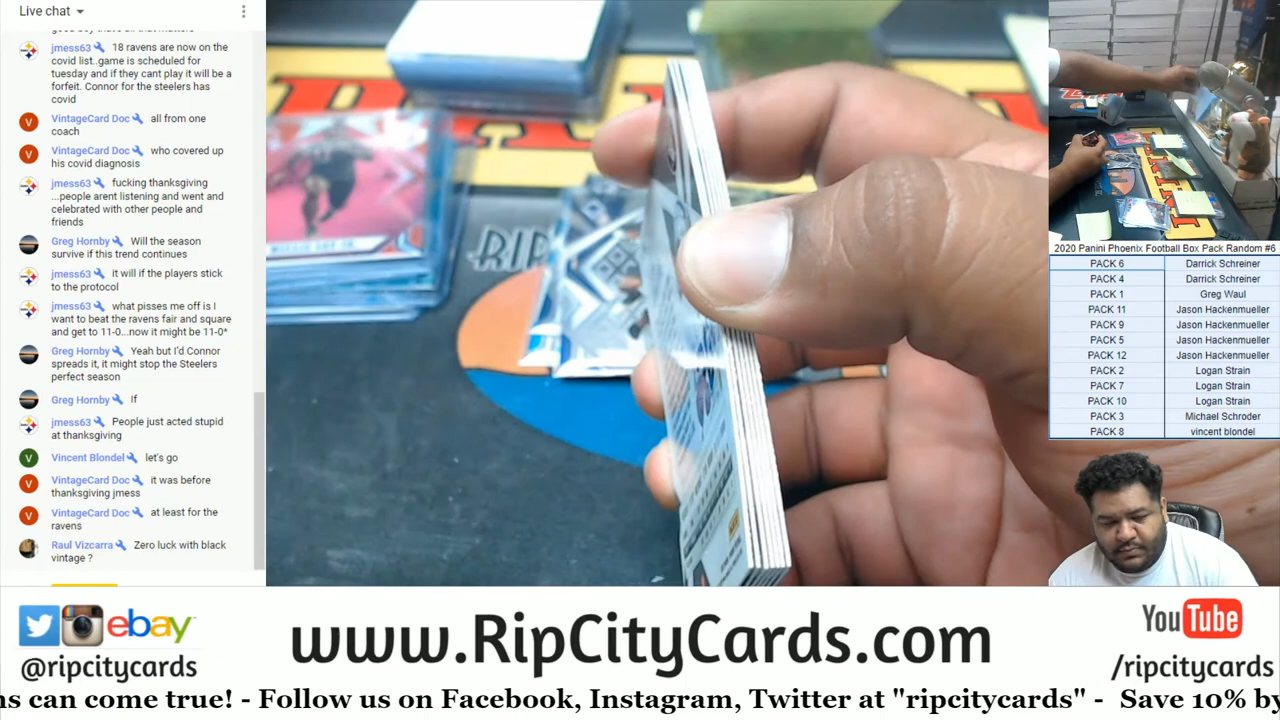 Live chat
jmess63 18 ravens are now on the
covid list..game is scheduled for
tuesday and if they cant play it will be a
forfeit. Connor for the steelers has
covid
V VintageCard Doc all from one
coach
V VintageCard Doc who covered up
his covid diagnosis
jmess63 fucking thanksgiving
...people arent listening and went and
celebrated with other people and
friends
Greg Hornby Will the season
survive if this trend continues
jmess63 it will if the players stick
to the protocol
jmess63 what pisses me off is I
want to beat the ravens fair and square
and get to 11-0...now it might be 11-0*
Greg Hornby Yeah but I'd Connor
spreads it, it might stop the Steelers
perfect season
Greg Hornby If
jmess63 People just acted stupid
at thanksgiving
V Vincent Blondel let's go
V VintageCard Doc it was before
thanksgiving jmess
V VintageCard Doc at least for the
ravens
Raul Vizcarra Zero luck with black
vintage ?
RIP
2020 Panini Phoenix Football Box Pack Random #6
PACK 6 Darrick Schreiner
PACK 4 Darrick Schreiner
PACK 1 Greg Waul
PACK 11 Jason Hackenmueller
PACK 9 Jason Hackenmueller
PACK 5 Jason Hackenmueller
PACK 12 Jason Hackenmueller
PACK 2 Logan Strain
PACK 7 Logan Strain
PACK 10 Logan Strain
PACK 3 Michael Schroder
PACK 8 vincent blondel
ebay
@ripcitycards
www.RipCityCards.com
YouTube
/ripcitycards
ns can come true! - Follow us on Facebook, Instagram, Twitter at "ripcitycards" - Save 10% by